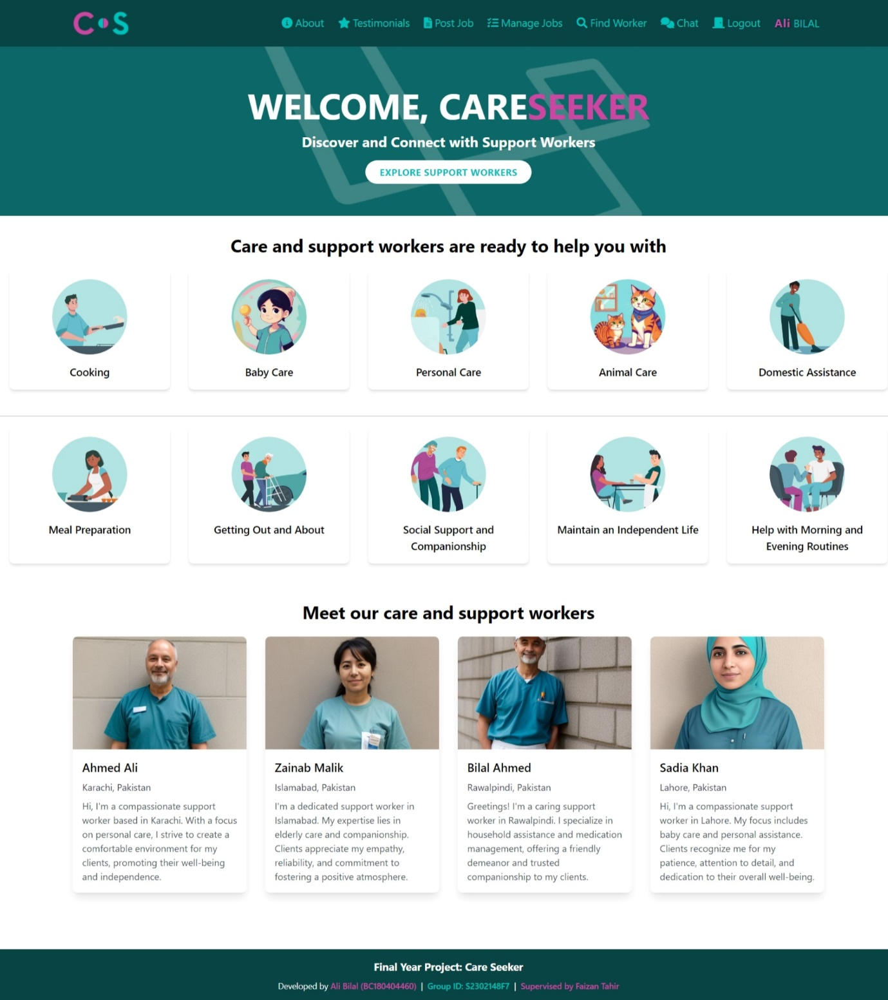 C S
About Testimonials Post Job Manage Jobs Find Worker Chat Logout Ali BILAL
WELCOME, CARESEEKER
Discover and Connect with Support Workers
EXPLORE SUPPORT WORKERS
Care and support workers are ready to help you with
Cooking
Baby Care
Personal Care
Animal Care
Domestic Assistance
Meal Preparation
Getting Out and About
Social Support and
Companionship
Maintain an Independent Life
Help with Morning and
Evening Routines
Meet our care and support workers
Ahmed Ali
Karachi, Pakistan
Hi, I'm a compassionate support
worker based in Karachi. With a focus
on personal care, I strive to create a
comfortable environment for my
clients, promoting their well-being
and independence.
Zainab Malik
Islamabad, Pakistan
I'm a dedicated support worker in
Islamabad. My expertise lies in
elderly care and companionship.
Clients appreciate my empathy,
reliability, and commitment to
fostering a positive atmosphere.
Bilal Ahmed
Rawalpindi, Pakistan
Greetings! I'm a caring support
worker in Rawalpindi. I specialize in
household assistance and medication
management, offering a friendly
demeanor and trusted
companionship to my clients.
Sadia Khan
Lahore, Pakistan
Hi, I'm a compassionate support
worker in Lahore. My focus includes
baby care and personal assistance.
Clients recognize me for my
patience, attention to detail, and
dedication to their overall well-being.
Final Year Project: Care Seeker
Developed by Ali Bilal (BC180404460) | Group ID: S2302148F7 | Supervised by Faizan Tahir